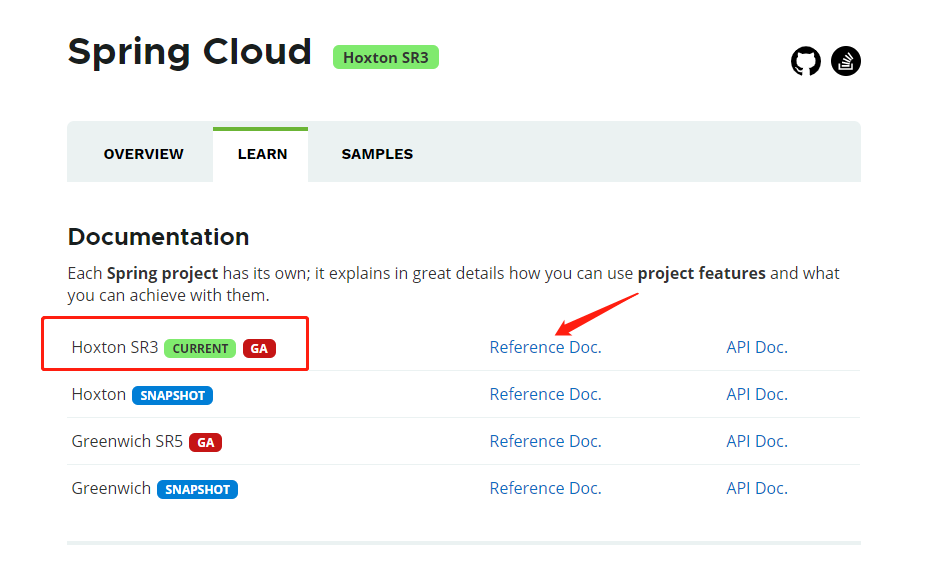 Spring Cloud Hoxton SR3
OVERVIEW LEARN SAMPLES
Documentation
Each Spring project has its own; it explains in great details how you can use project features and what
you can achieve with them.
Hoxton SR3 CURRENT GA Reference Doc. API Doc.
Hoxton SNAPSHOT Reference Doc. API Doc.
Greenwich SR5 GA Reference Doc. API Doc.
Greenwich SNAPSHOT Reference Doc. API Doc.